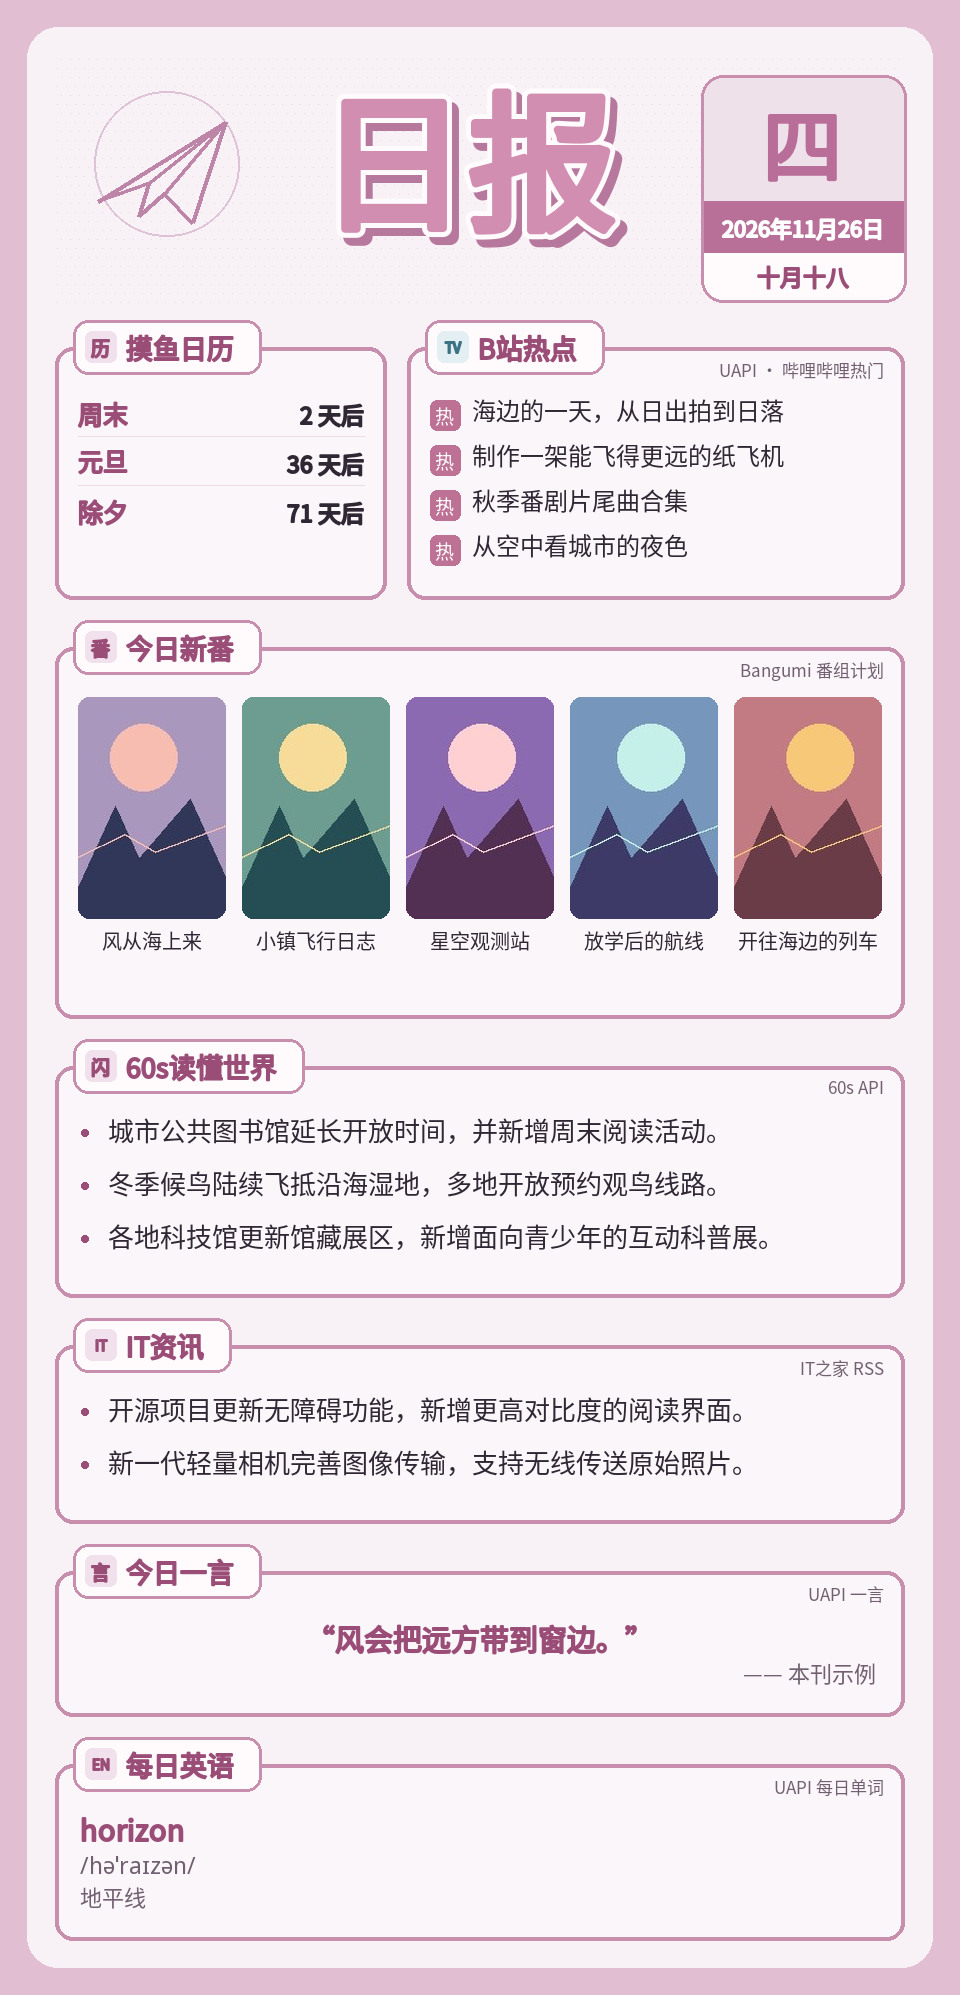 日报
四
2026年11月26日
十月十八
历 摸鱼日历
周末 2 天后
元旦 36 天后
除夕 71 天后
TV B站热点
UAPI · 哔哩哔哩热门
热 海边的一天，从日出拍到日落
热 制作一架能飞得更远的纸飞机
热 秋季番剧片尾曲合集
热 从空中看城市的夜色
番 今日新番
Bangumi 番组计划
风从海上来
小镇飞行日志
星空观测站
放学后的航线
开往海边的列车
闪 60s读懂世界
60s API
• 城市公共图书馆延长开放时间，并新增周末阅读活动。
• 冬季候鸟陆续飞抵沿海湿地，多地开放预约观鸟线路。
• 各地科技馆更新馆藏展区，新增面向青少年的互动科普展。
IT IT资讯
IT之家 RSS
• 开源项目更新无障碍功能，新增更高对比度的阅读界面。
• 新一代轻量相机完善图像传输，支持无线传送原始照片。
言 今日一言
UAPI 一言
“风会把远方带到窗边。”
—— 本刊示例
EN 每日英语
UAPI 每日单词
horizon
/həˈraɪzən/
地平线